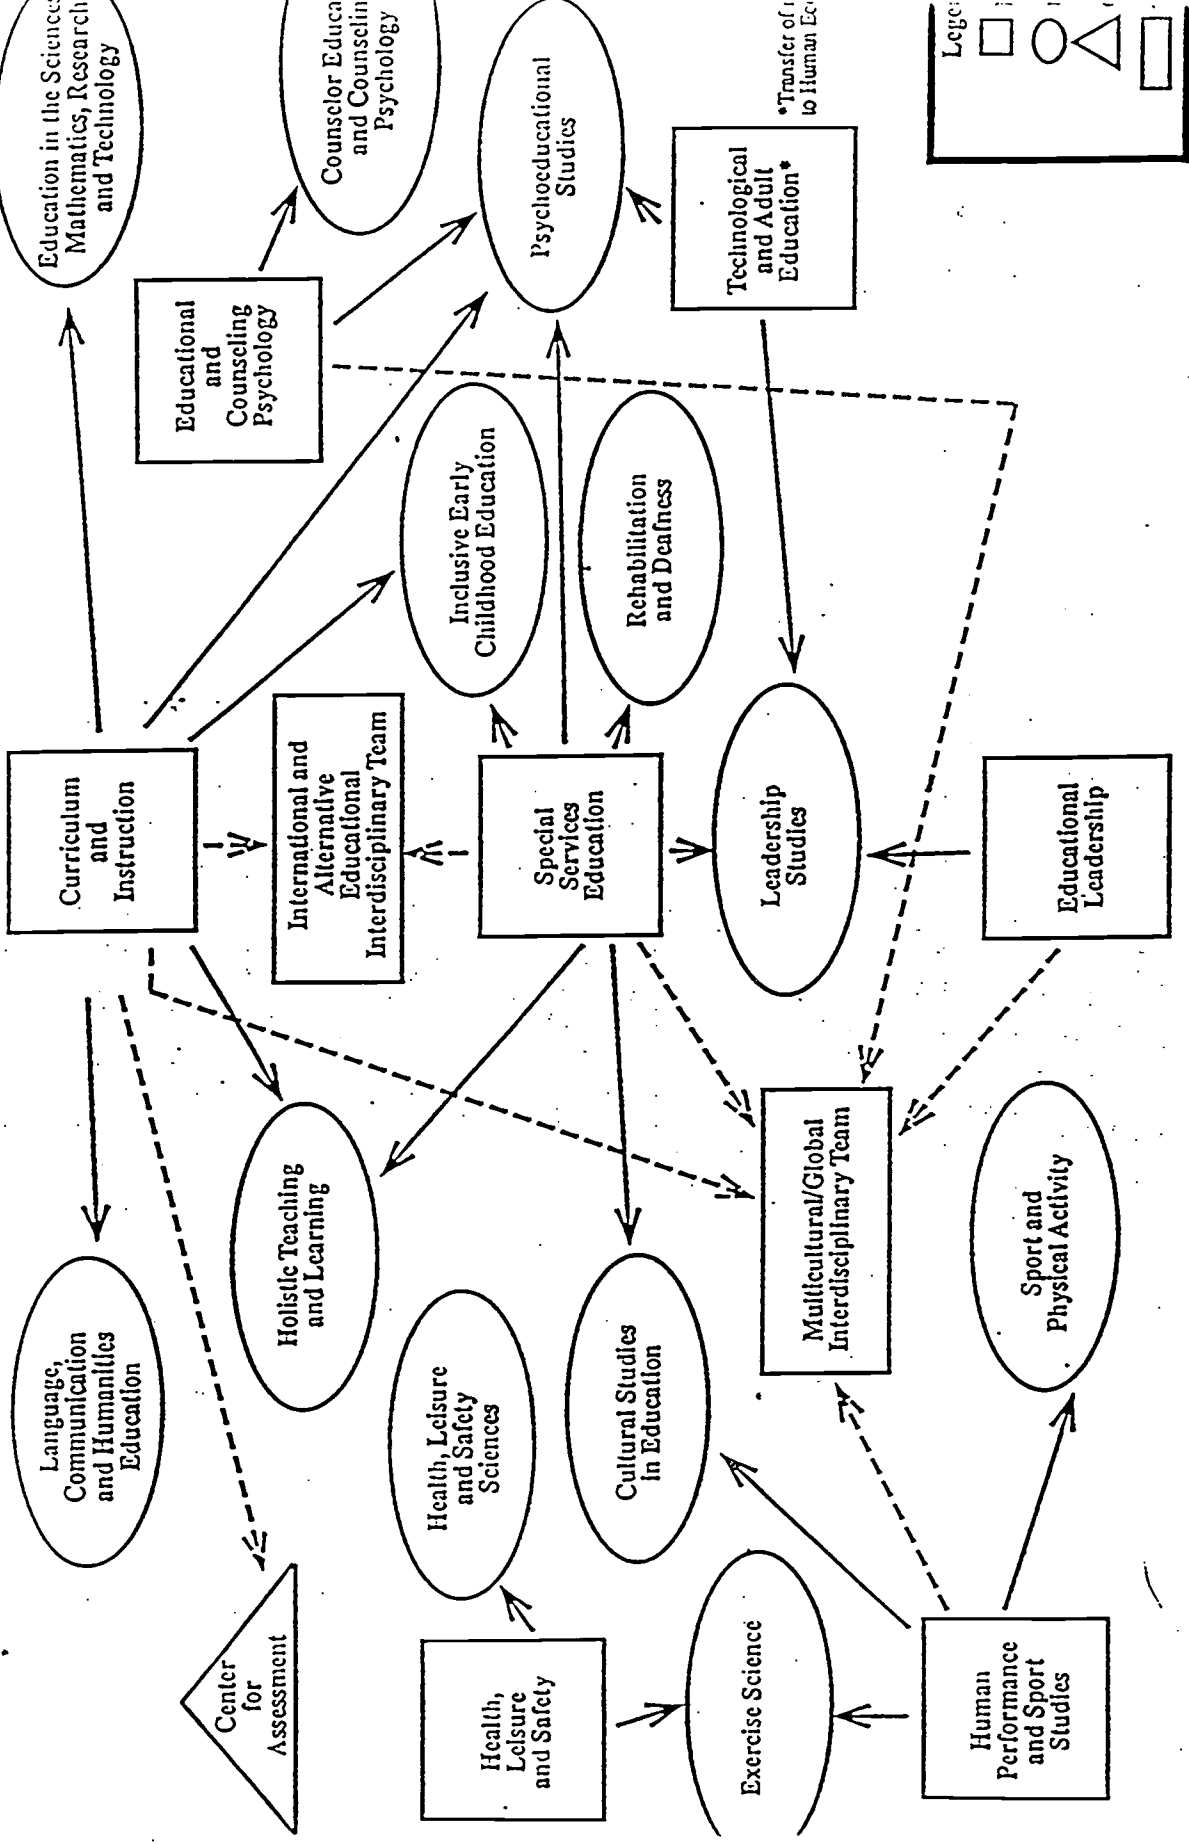 Language,
Communication
and Humanities
Education
Curriculum
and
Instruction
Education in the Sciences
Mathematics, Research
and Technology
Center
for
Assessment
Holistic Teaching
and Learning
International and
Alternative
Educational
Interdisciplinary Team
Educational
and
Counseling
Psychology
Counselor Educa
and Counselin
Psychology
Health,
Leisure
and Safety
Health, Leisure
and Safety
Sciences
Special
Services
Education
Inclusive Early
Childhood Education
Psychoeducational
Studies
Cultural Studies
in Education
Rehabilitation
and Deafness
Exercise Science
Leadership
Studies
Technological
and Adult
Education*
*Transfer of
to Human
Multicultural/Global
Interdisciplinary Team
Human
Performance
and Sport
Studies
Sport and
Physical Activity
Educational
Leadership
Lege